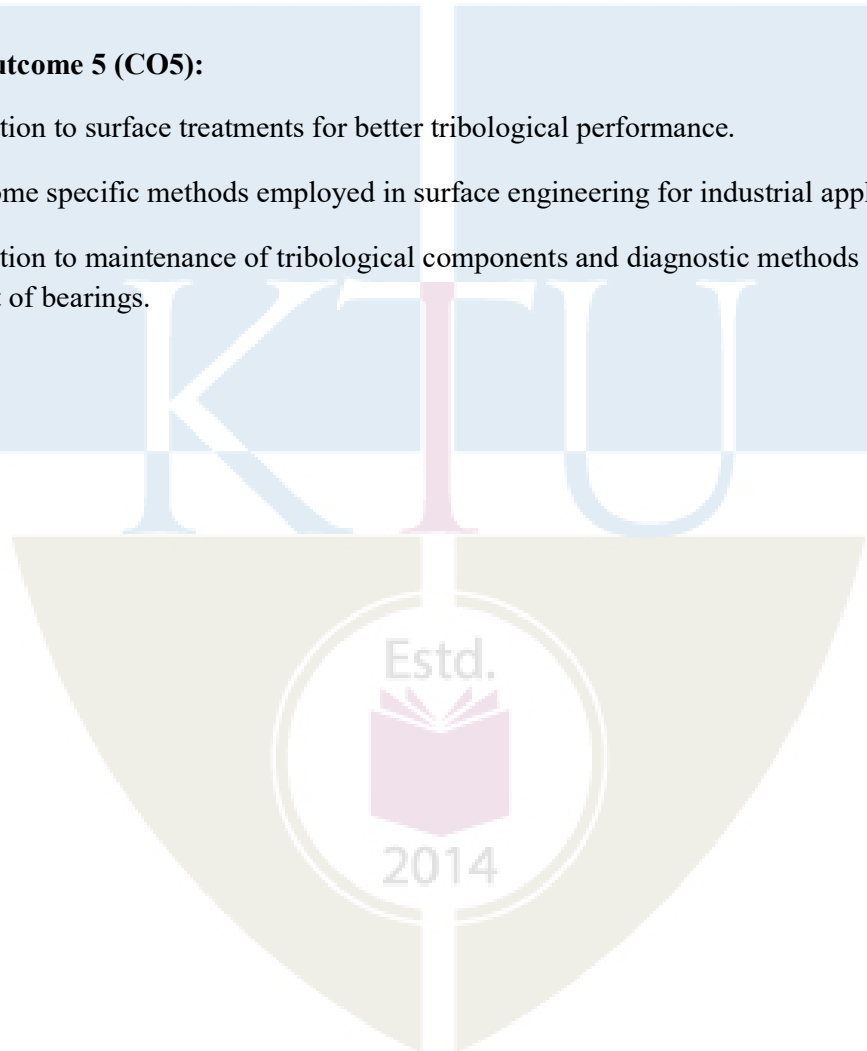 utcome 5 (CO5):
tion to surface treatments for better tribological performance.
ome specific methods employed in surface engineering for industrial appl
tion to maintenance of tribological components and diagnostic methods
t of bearings.
KTU
Estd.
2014